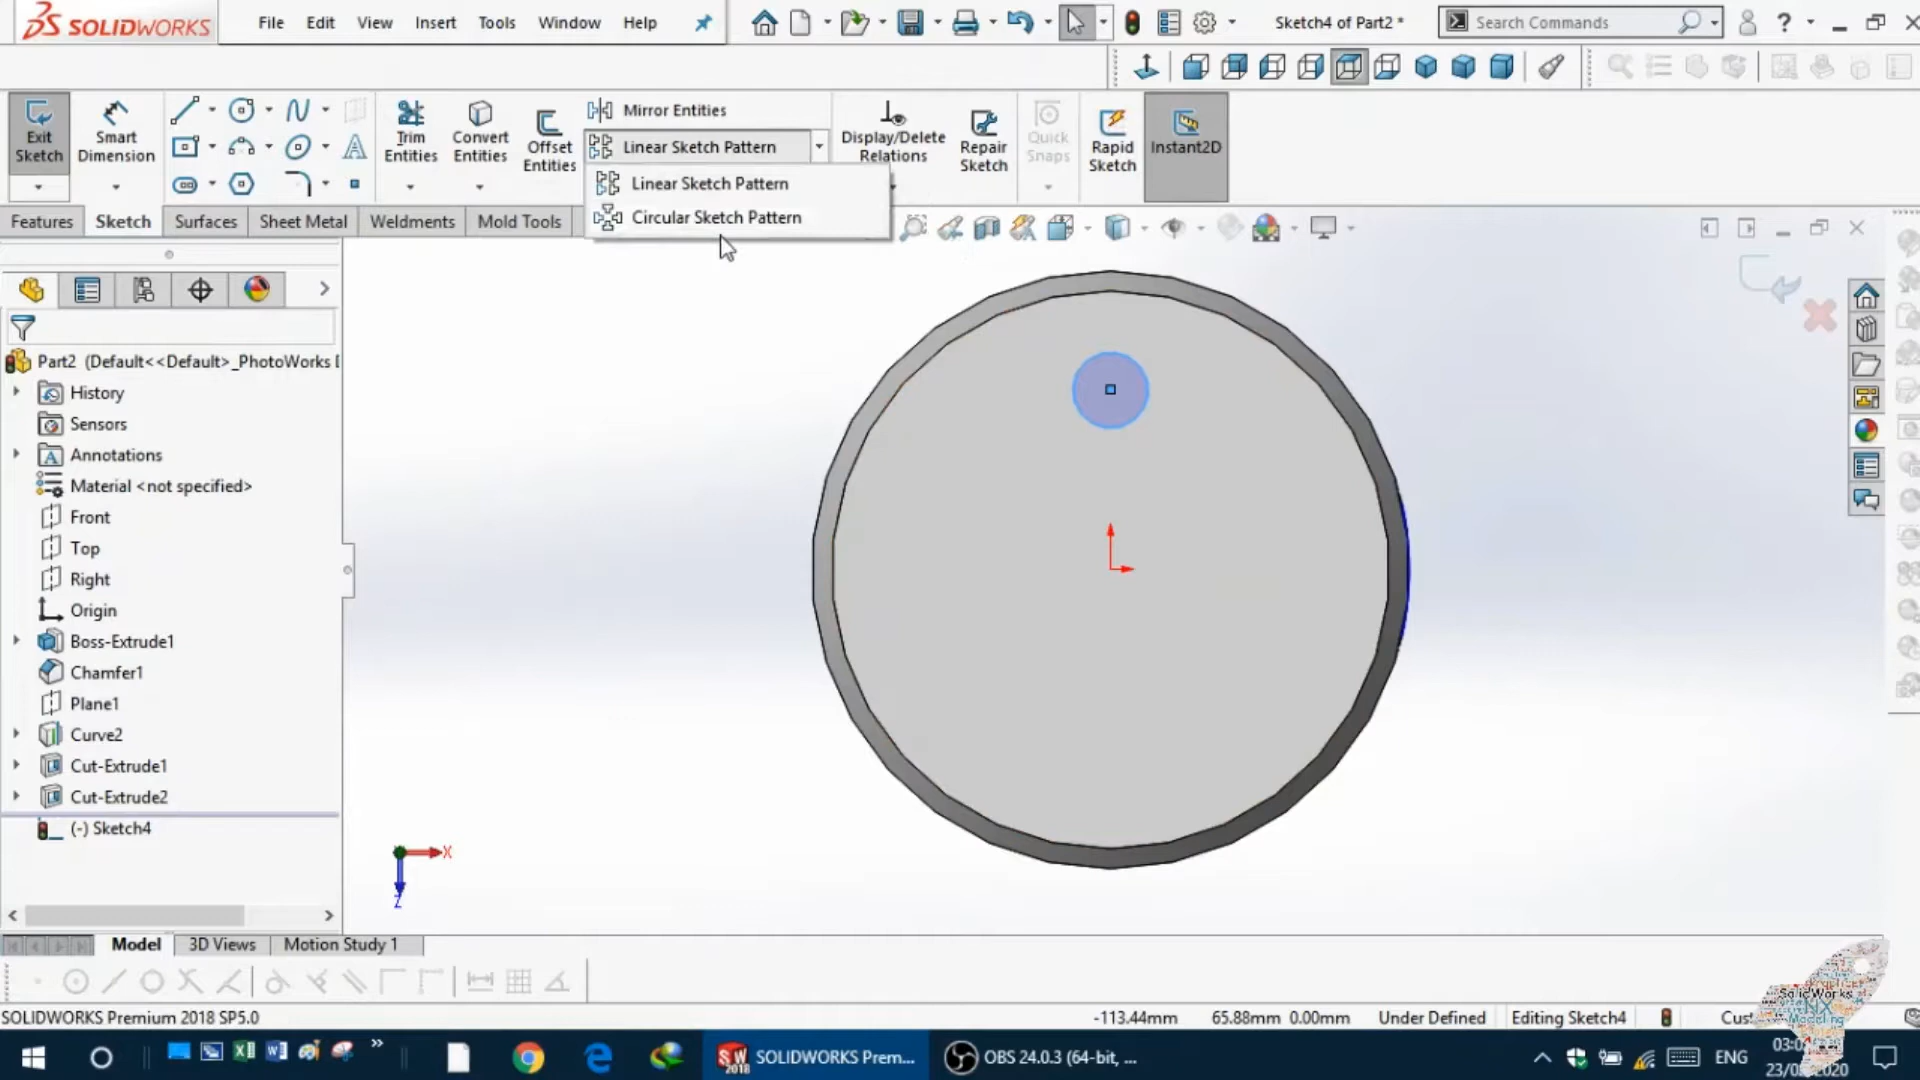 SOLIDWORKS
File Edit View Insert Tools Window Help
Sketch4 of Part2 *
Search Commands
Exit Sketch
Smart Dimension
Trim Entities
Convert Entities
Offset Entities
Mirror Entities
Linear Sketch Pattern
Linear Sketch Pattern
Circular Sketch Pattern
Display/Delete Relations
Repair Sketch
Quick Snaps
Rapid Sketch
Instant2D
Features Sketch Surfaces Sheet Metal Weldments Mold Tools
Part2 (Default<<Default>_PhotoWorks
History
Sensors
Annotations
Material <not specified>
Front
Top
Right
Origin
Boss-Extrude1
Chamfer1
Plane1
Curve2
Cut-Extrude1
Cut-Extrude2
(-) Sketch4
X
Z
Model 3D Views Motion Study 1
SolidWorks
NX
Modeling
SOLIDWORKS Premium 2018 SP5.0
-113.44mm 65.88mm 0.00mm Under Defined Editing Sketch4
SOLIDWORKS Prem...
OBS 24.0.3 (64-bit, ...
ENG